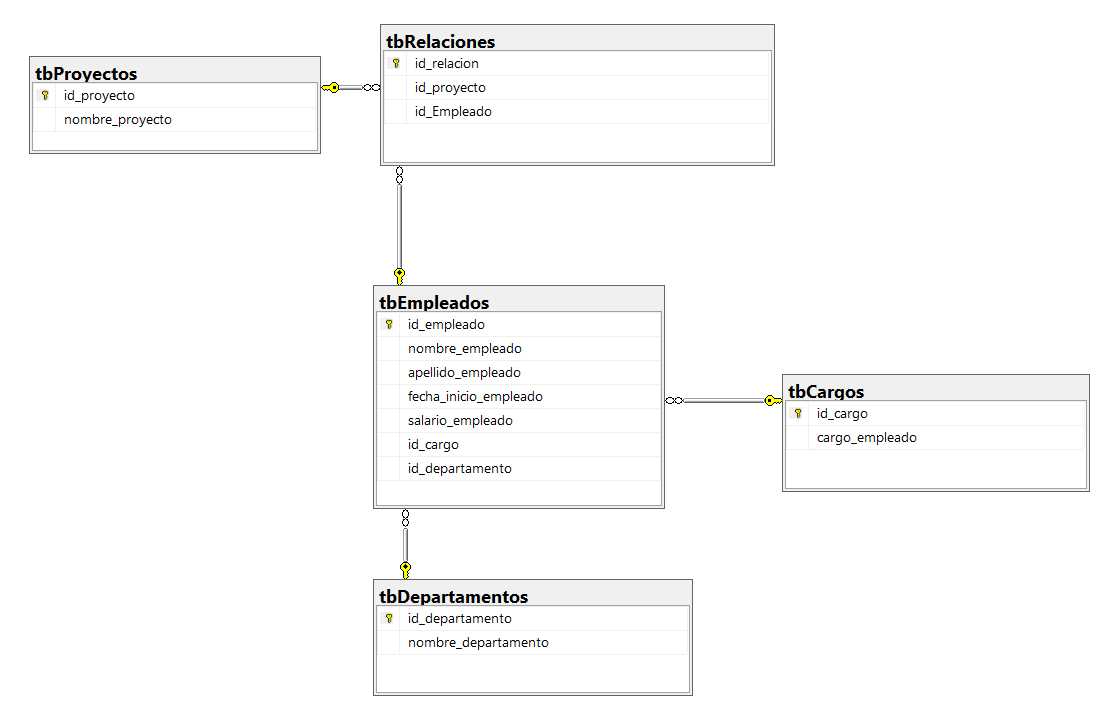 tbProyectos
id_proyecto
nombre_proyecto
tbRelaciones
id_relacion
id_proyecto
id_Empleado
tbEmpleados
id_empleado
nombre_empleado
apellido_empleado
fecha_inicio_empleado
salario_empleado
id_cargo
id_departamento
tbCargos
id_cargo
cargo_empleado
tbDepartamentos
id_departamento
nombre_departamento